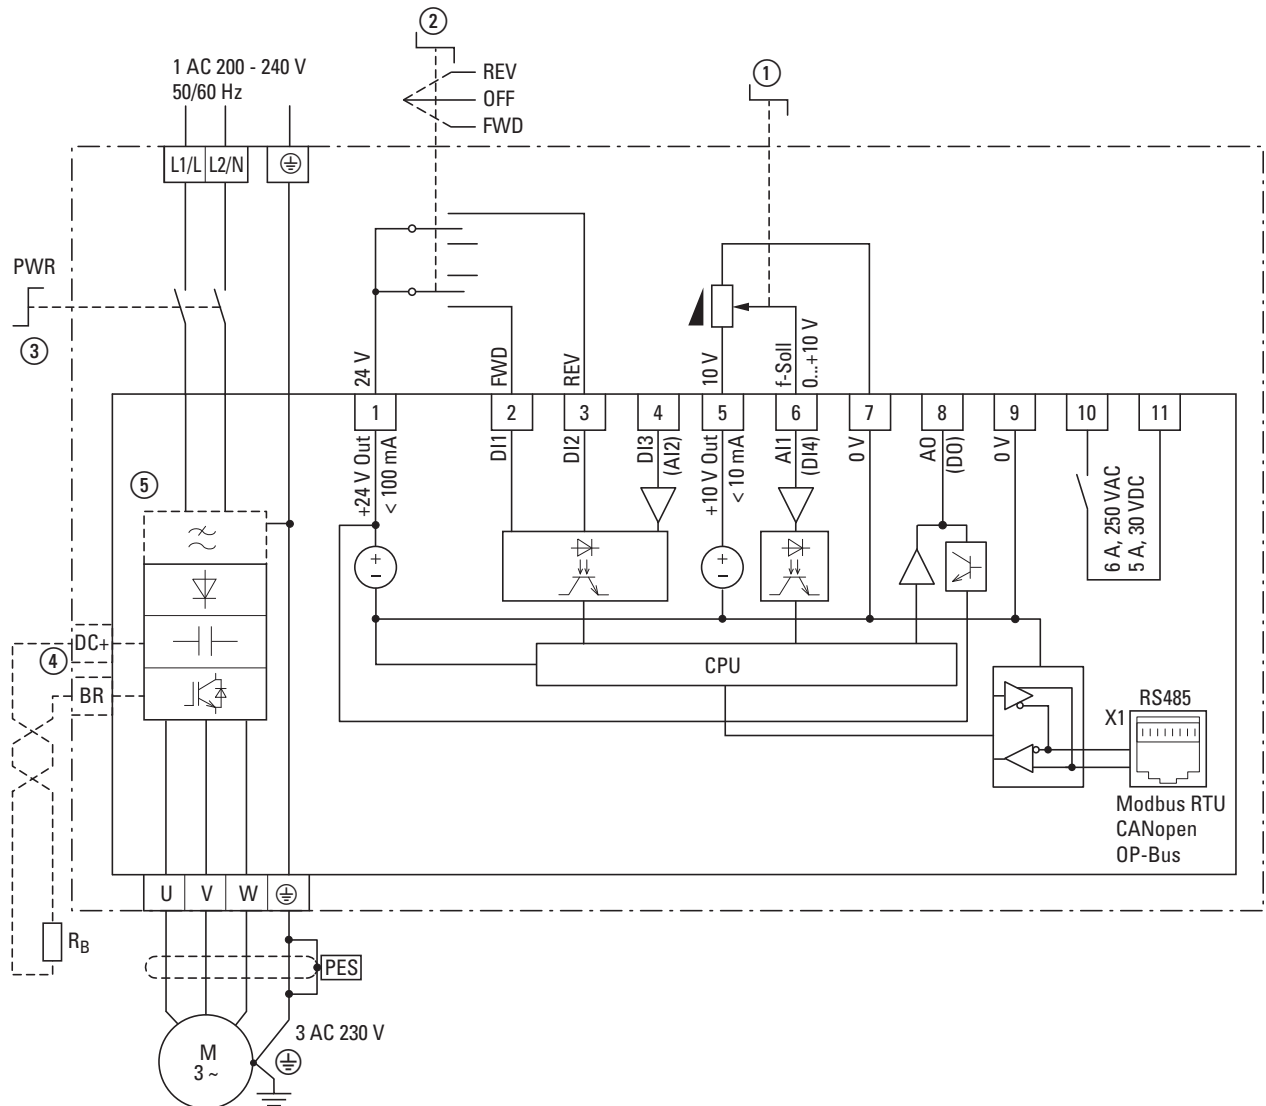 2
1 AC 200 - 240 V
50/60 Hz
REV
OFF
FWD
1
L1/L
L2/N
PWR
3
24 V
FWD
REV
10 V
f-Soll
0...+10 V
1
2
3
4
5
6
7
8
9
10
11
+24 V Out
< 100 mA
DI1
DI2
DI3
(AI2)
+10 V Out
< 10 mA
AI1
(DI4)
0 V
AO
(DO)
0 V
6 A, 250 VAC
5 A, 30 VDC
5
+
-
+
-
DC+
4
BR
CPU
X1
RS485
Modbus RTU
CANopen
OP-Bus
U
V
W
RB
PES
3 AC 230 V
M
3 ~